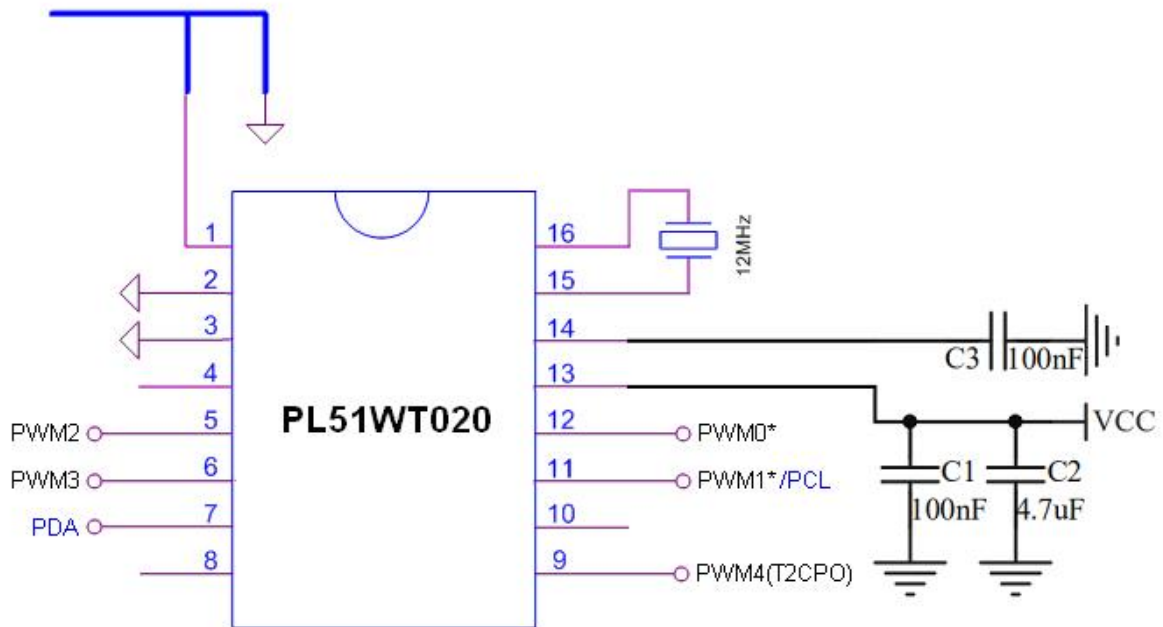 1
16
12MHz
2
15
3
14
C3
100nF
4
13
PL51WT020
VCC
PWM2
5
12
PWM0*
PWM3
6
11
PWM1*/PCL
C1
100nF
C2
4.7uF
PDA
7
10
8
9
PWM4(T2CPO)